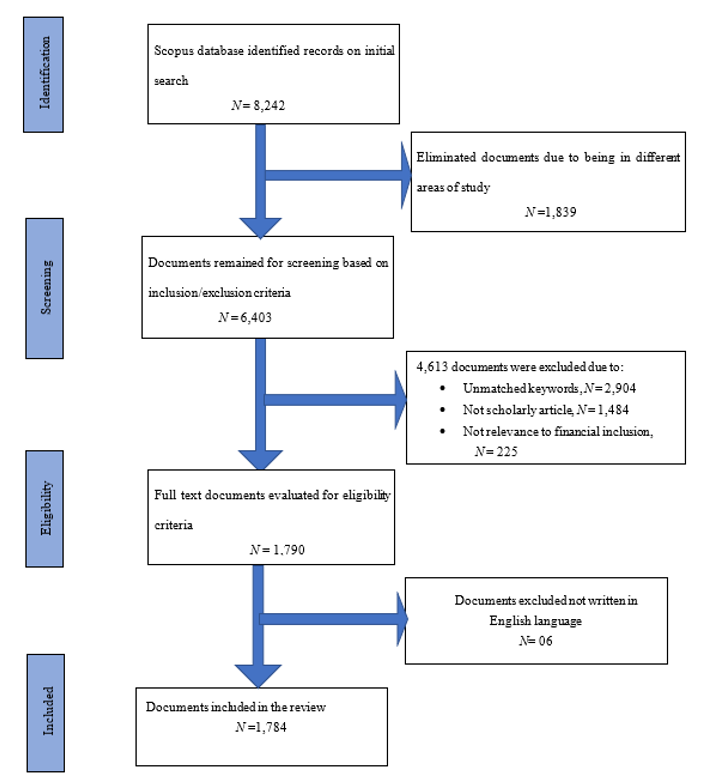 Identification
Scopus database identified records on initial
search
N= 8,242
Eliminated documents due to being in different
areas of study
N=1,839
Screening
Documents remained for screening based on
inclusion/exclusion criteria
N=6,403
4,613 documents were excluded due to:
• Unmatched keywords, N= 2,904
• Not scholarly article, N= 1,484
• Not relevance to financial inclusion,
N= 225
Eligibility
Full text documents evaluated for eligibility
criteria
N= 1,790
Documents excluded not written in
English language
N= 06
Included
Documents included in the review
N=1,784